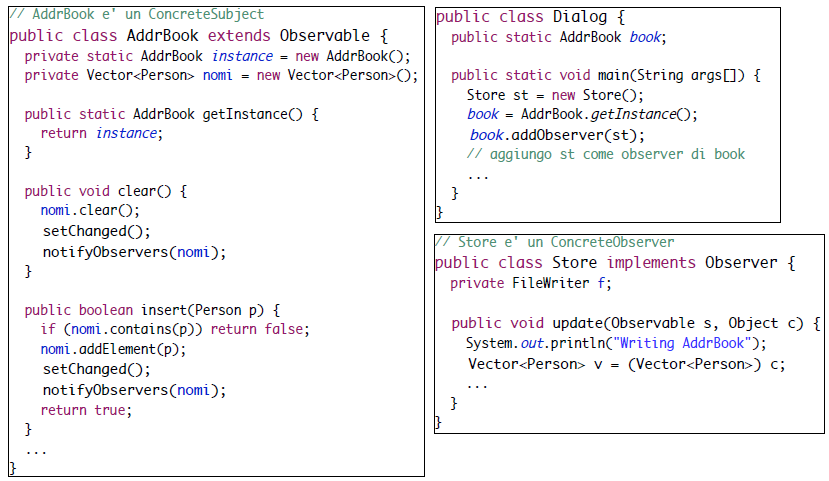 // AddrBook e' un ConcreteSubject
public class AddrBook extends Observable {
private static AddrBook instance = new AddrBook();
private Vector<Person> nomi = new Vector<Person>();
public static AddrBook getInstance() {
return instance;
}
public void clear() {
nomi.clear();
setChanged();
notifyObservers(nomi);
}
public boolean insert(Person p) {
if (nomi.contains(p)) return false;
nomi.addElement(p);
setChanged();
notifyObservers(nomi);
return true;
}
...
}
public class Dialog {
public static AddrBook book;
public static void main(String args[]) {
Store st = new Store();
book = AddrBook.getInstance();
book.addObserver(st);
// aggiungo st come observer di book
...
}
}
// Store e' un ConcreteObserver
public class Store implements Observer {
private FileWriter f;
public void update(Observable s, Object c) {
System.out.println("Writing AddrBook");
Vector<Person> v = (Vector<Person>) c;
...
}
}